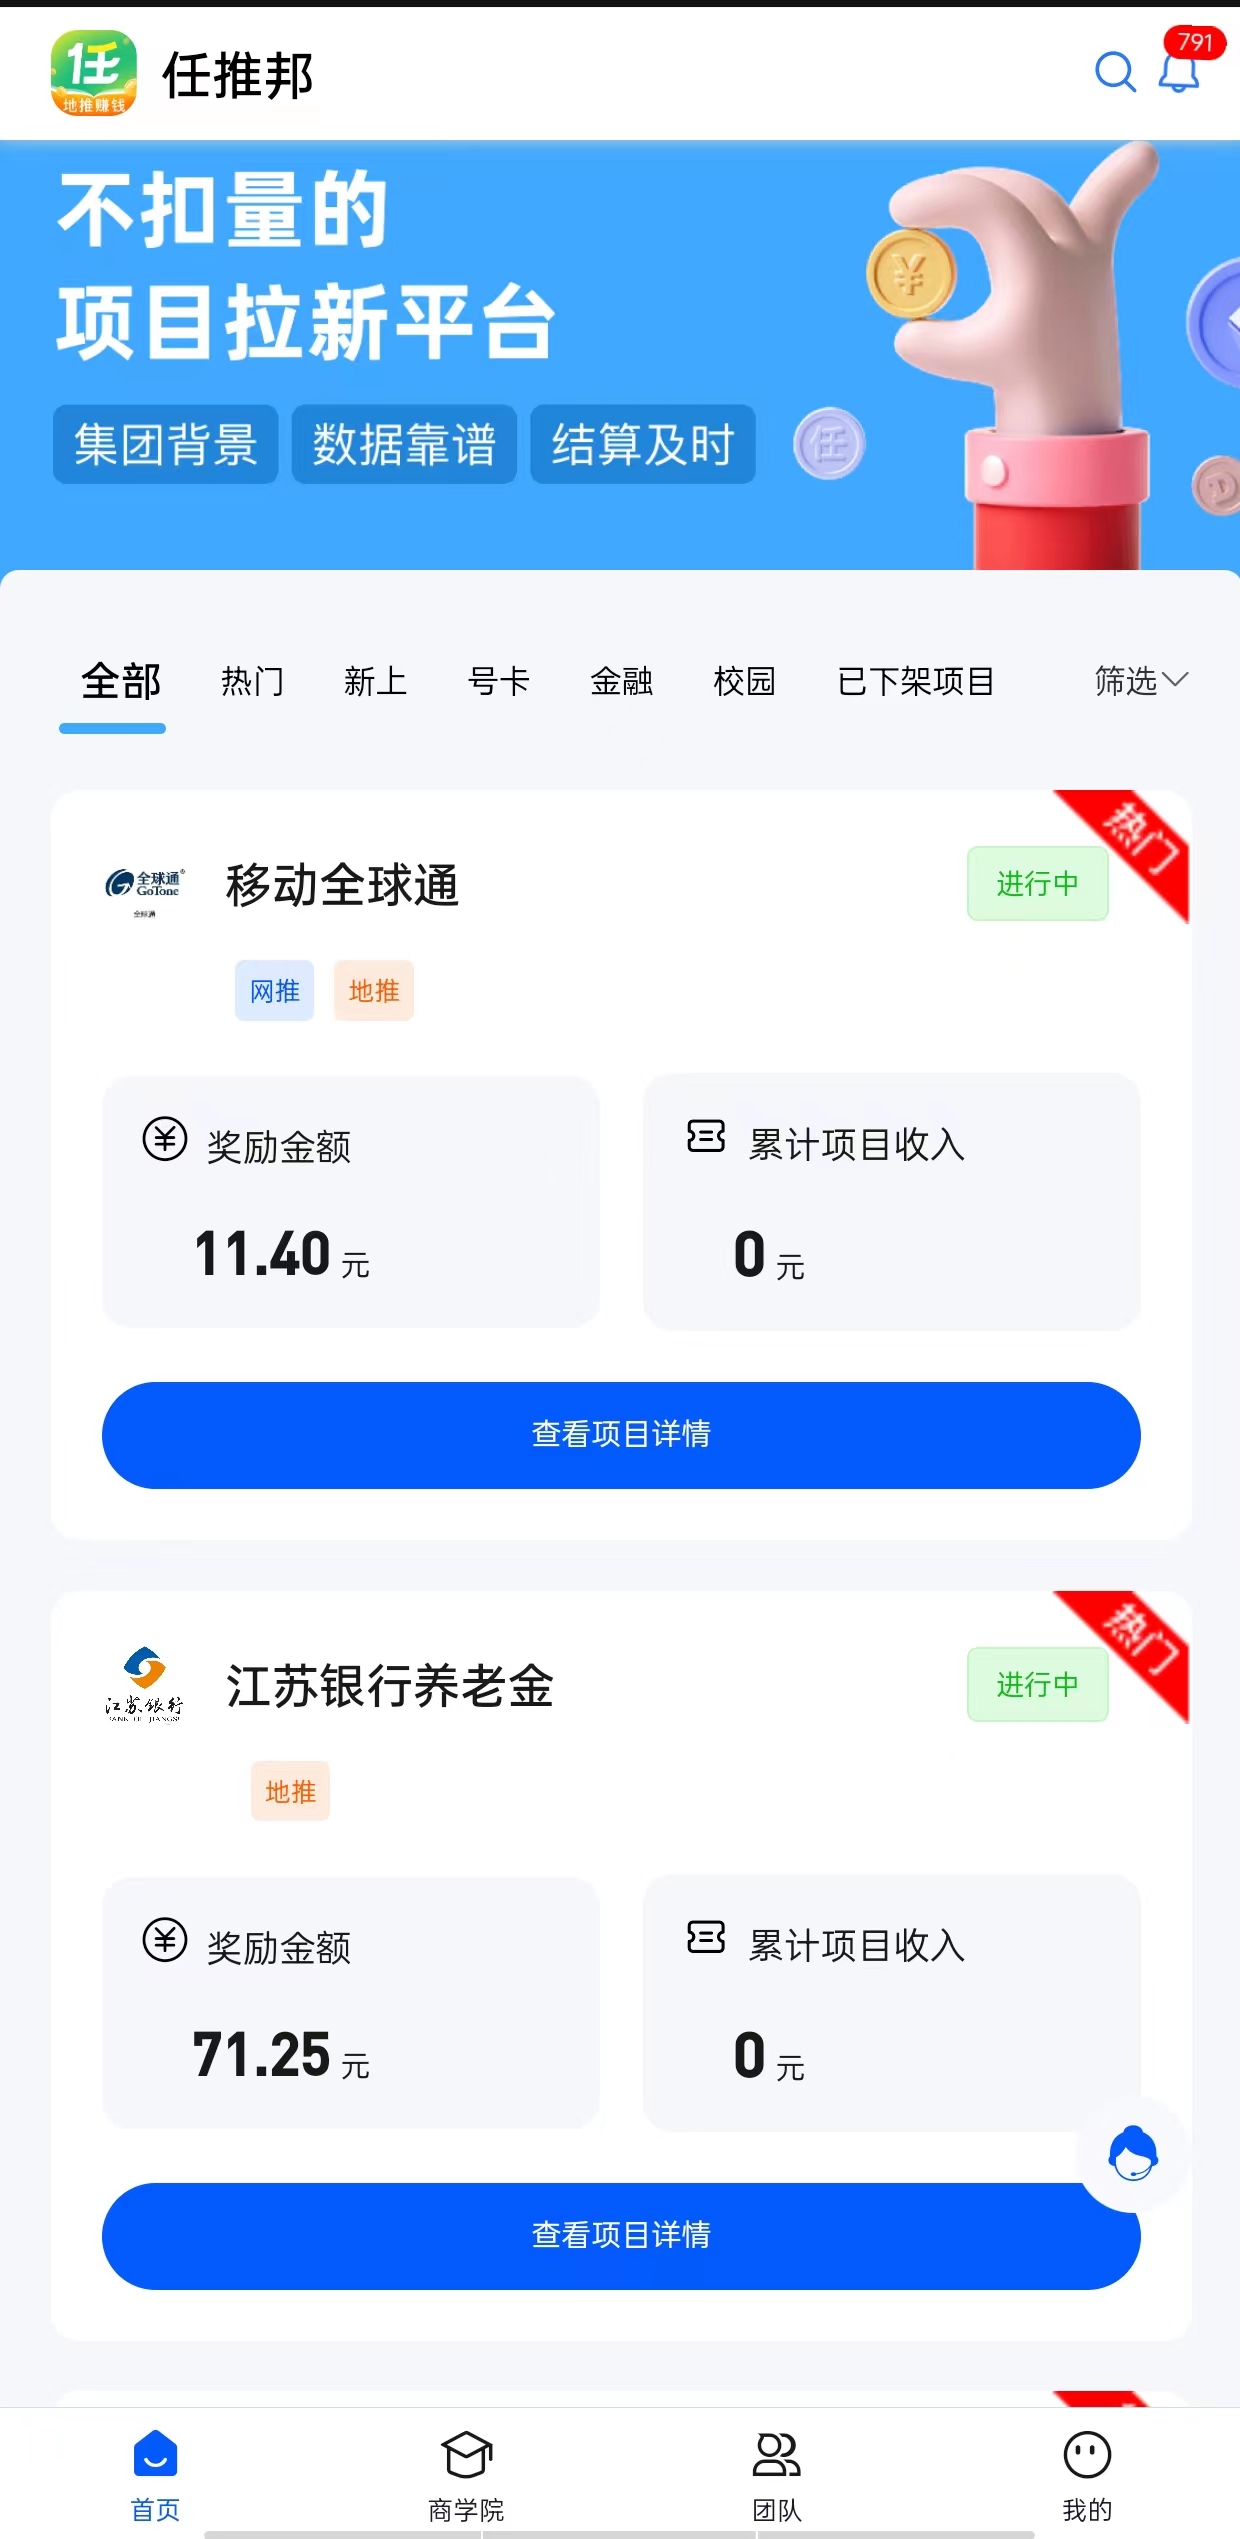 任
地推赚钱
任推邦
791
不扣量的
项目拉新平台
集团背景 数据靠谱 结算及时
任
全部 热门 新上 号卡 金融 校园 已下架项目 筛选
热门
全球通
GoTone
全球通
移动全球通
进行中
网推 地推
奖励金额 累计项目收入
11.40 元 0 元
查看项目详情
热门
江苏银行
江苏银行养老金
进行中
地推
奖励金额 累计项目收入
71.25 元 0 元
查看项目详情
首页 商学院 团队 我的